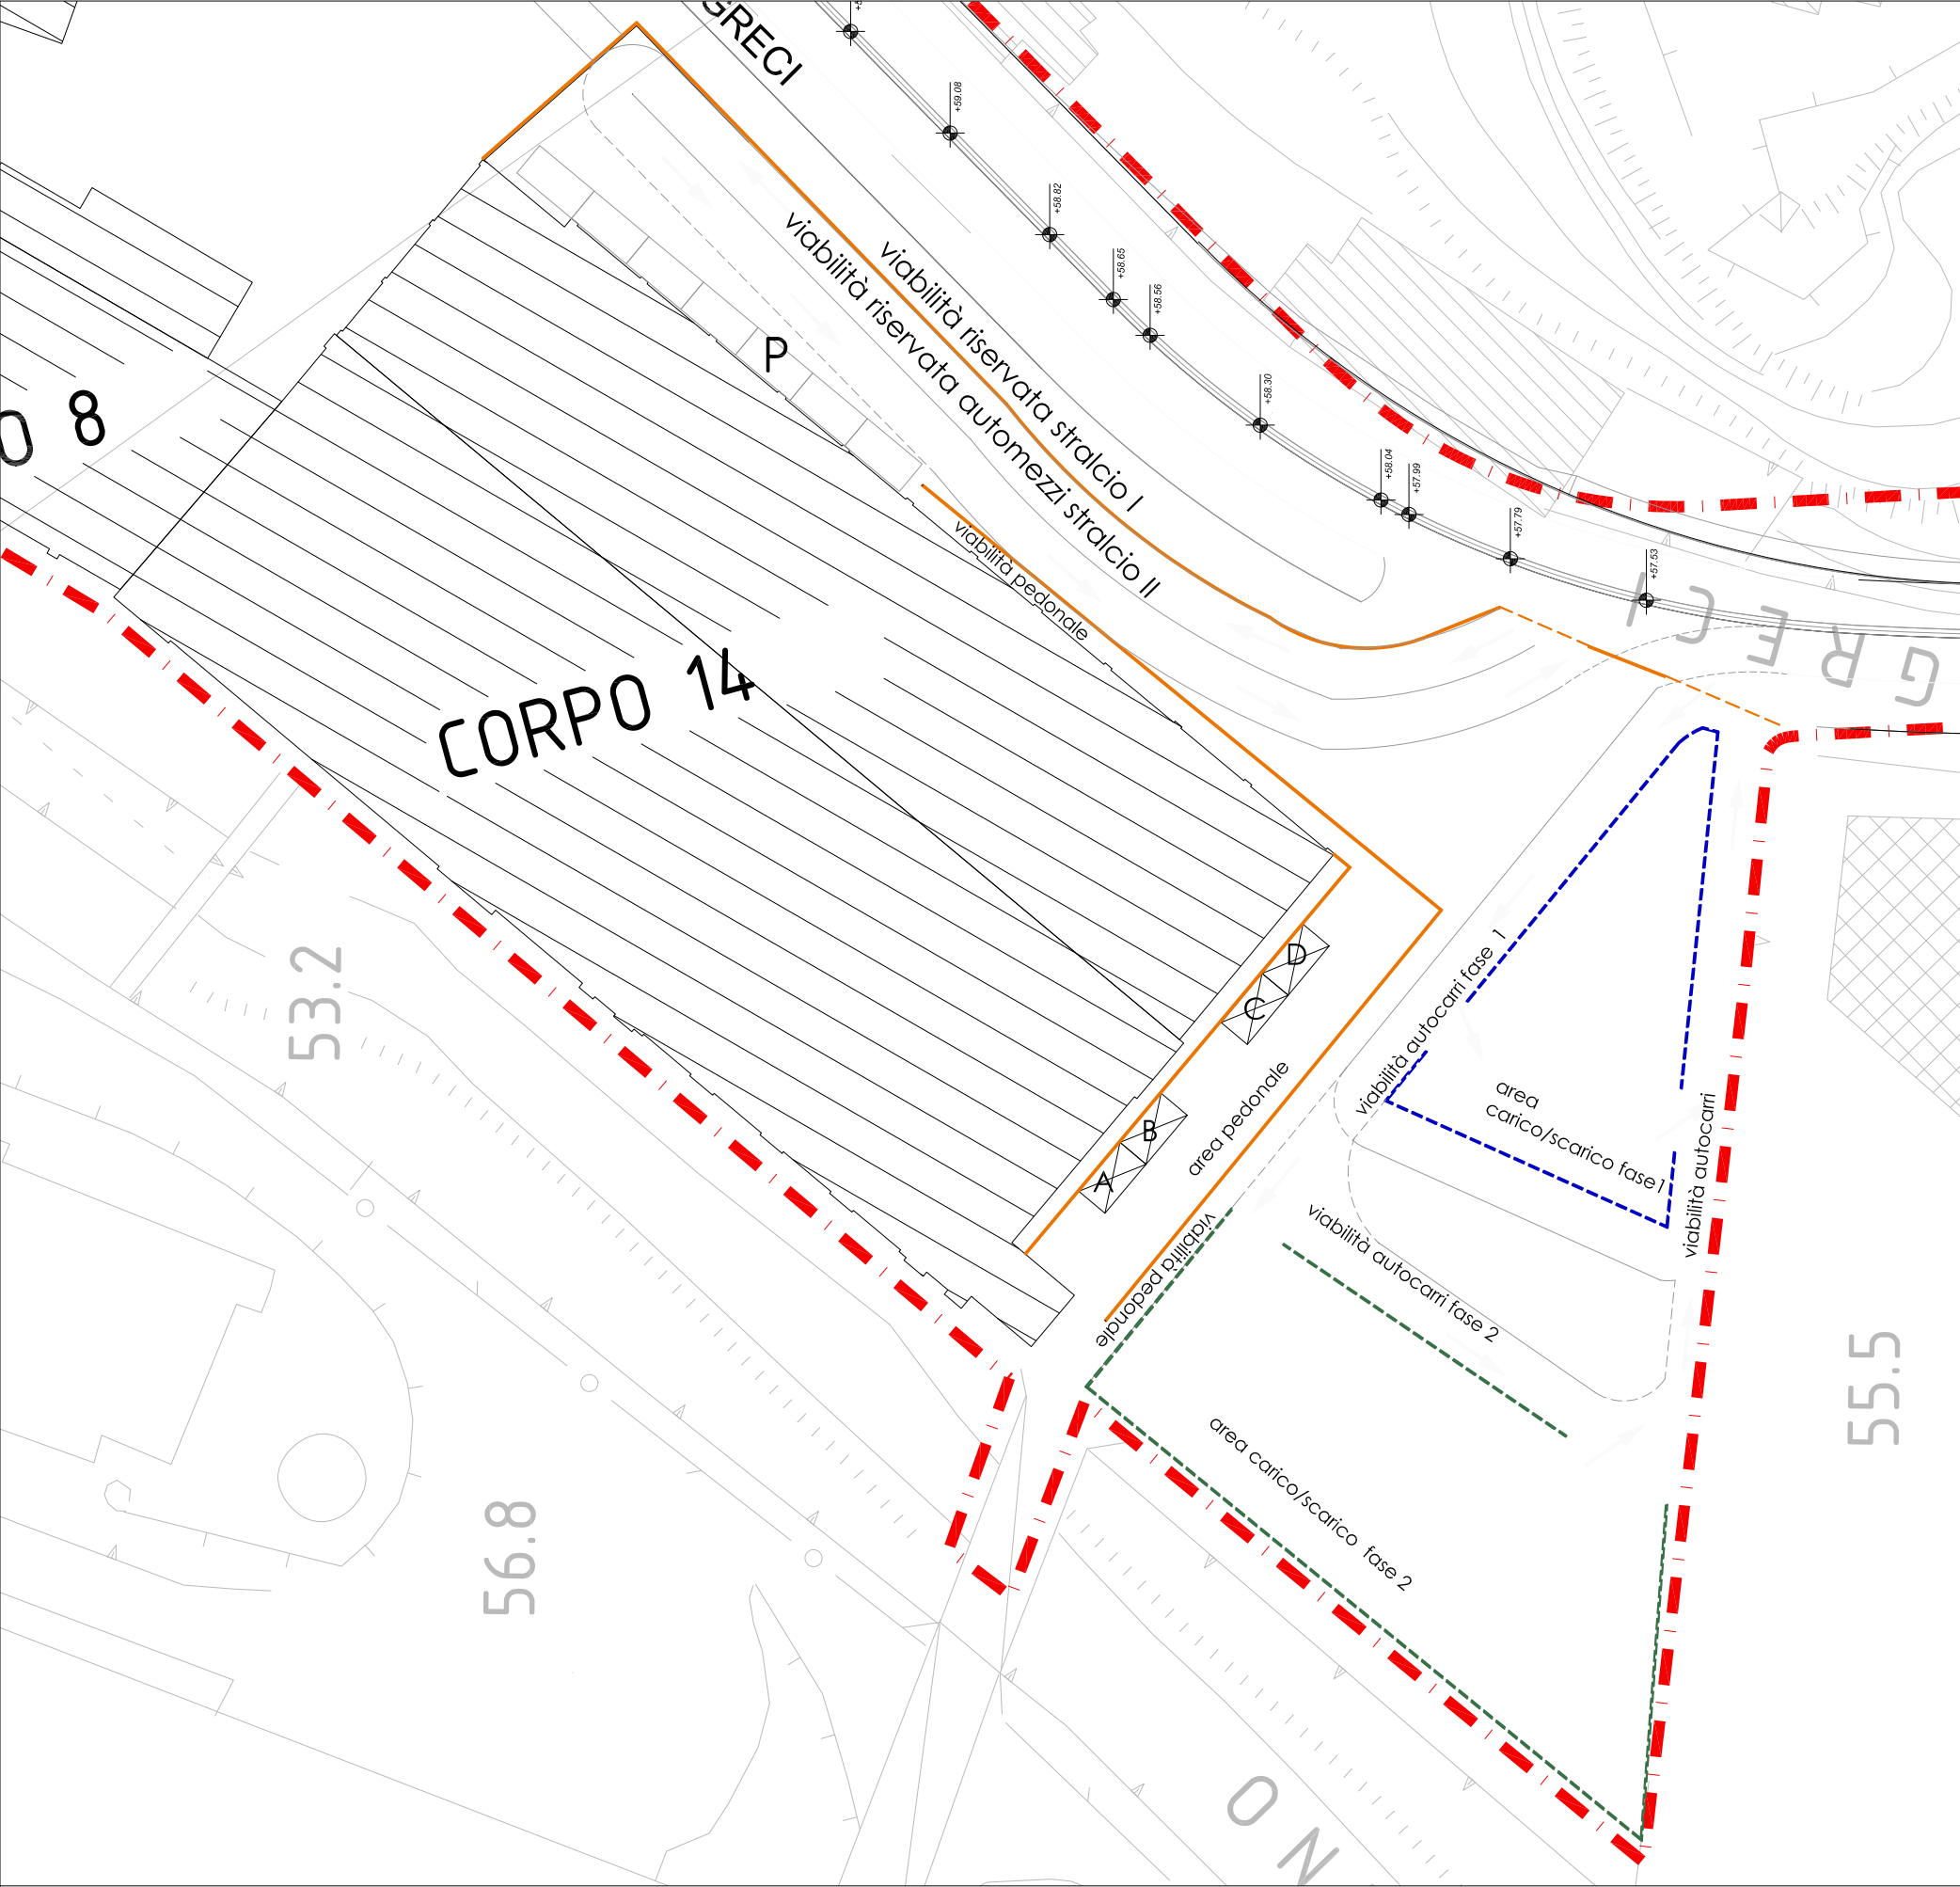 GRECI
+59.08
+58.82
+58.65
+58.56
+58.30
+58.04
+57.99
+57.79
+57.53
viabilità riservata stralcio I
viabilità riservata automezzi stralcio II
P
O 8
viabilità pedonale
GRECI
CORPO 14
D
C
B
A
area pedonale
viabilità pedonale
viabilità autocarri fase 1
area
carico/scarico fase1
viabilità autocarri
viabilità autocarri fase 2
area carico/scarico fase 2
53.2
56.8
55.5
O N